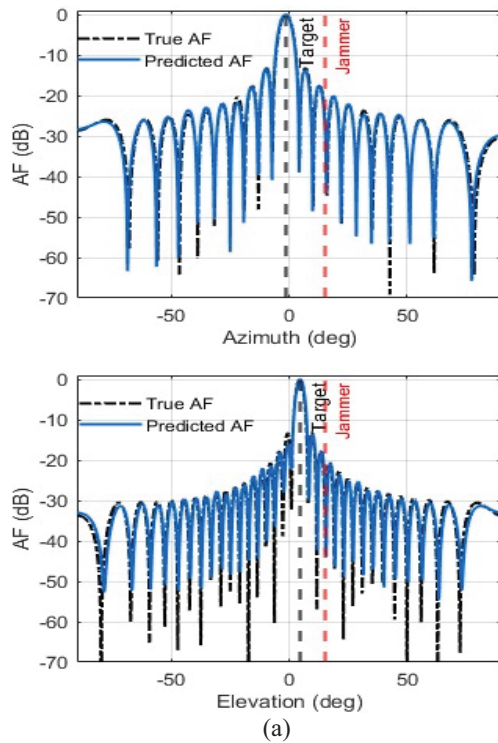 0
True AF
Predicted AF
Target
Jammer
-10
-20
-30
-40
-50
-60
-70
AF (dB)
-50
0
50
Azimuth (deg)
0
True AF
Predicted AF
Target
Jammer
-10
-20
-30
-40
-50
-60
-70
AF (dB)
-50
0
50
Elevation (deg)
(a)